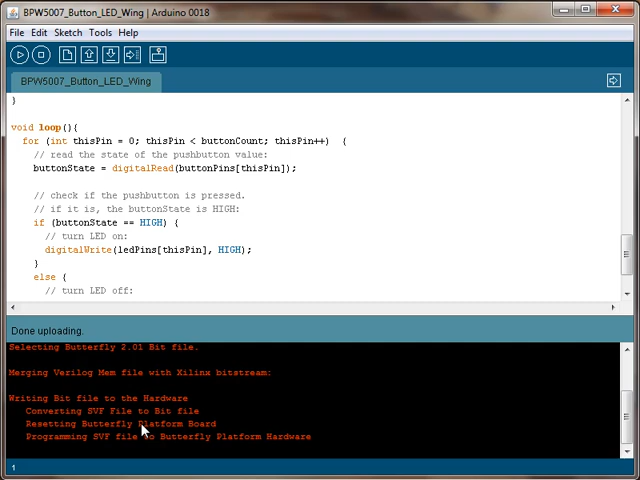 BPW5007_Button_LED_Wing | Arduino 0018
File Edit Sketch Tools Help
BPW5007_Button_LED_Wing
}
void loop(){
for (int thisPin = 0; thisPin < buttonCount; thisPin++) {
// read the state of the pushbutton value:
buttonState = digitalRead(buttonPins[thisPin]);
// check if the pushbutton is pressed.
// if it is, the buttonState is HIGH:
if (buttonState == HIGH) {
// turn LED on:
digitalWrite(ledPins[thisPin], HIGH);
}
else {
// turn LED off:
Done uploading.
Selecting Butterfly 2.01 Bit file.
Merging Verilog Mem file with Xilinx bitstream:
Writing Bit file to the Hardware
Converting SVF File to Bit file
Resetting Butterfly Platform Board
Programming SVF file to Butterfly Platform Hardware
1